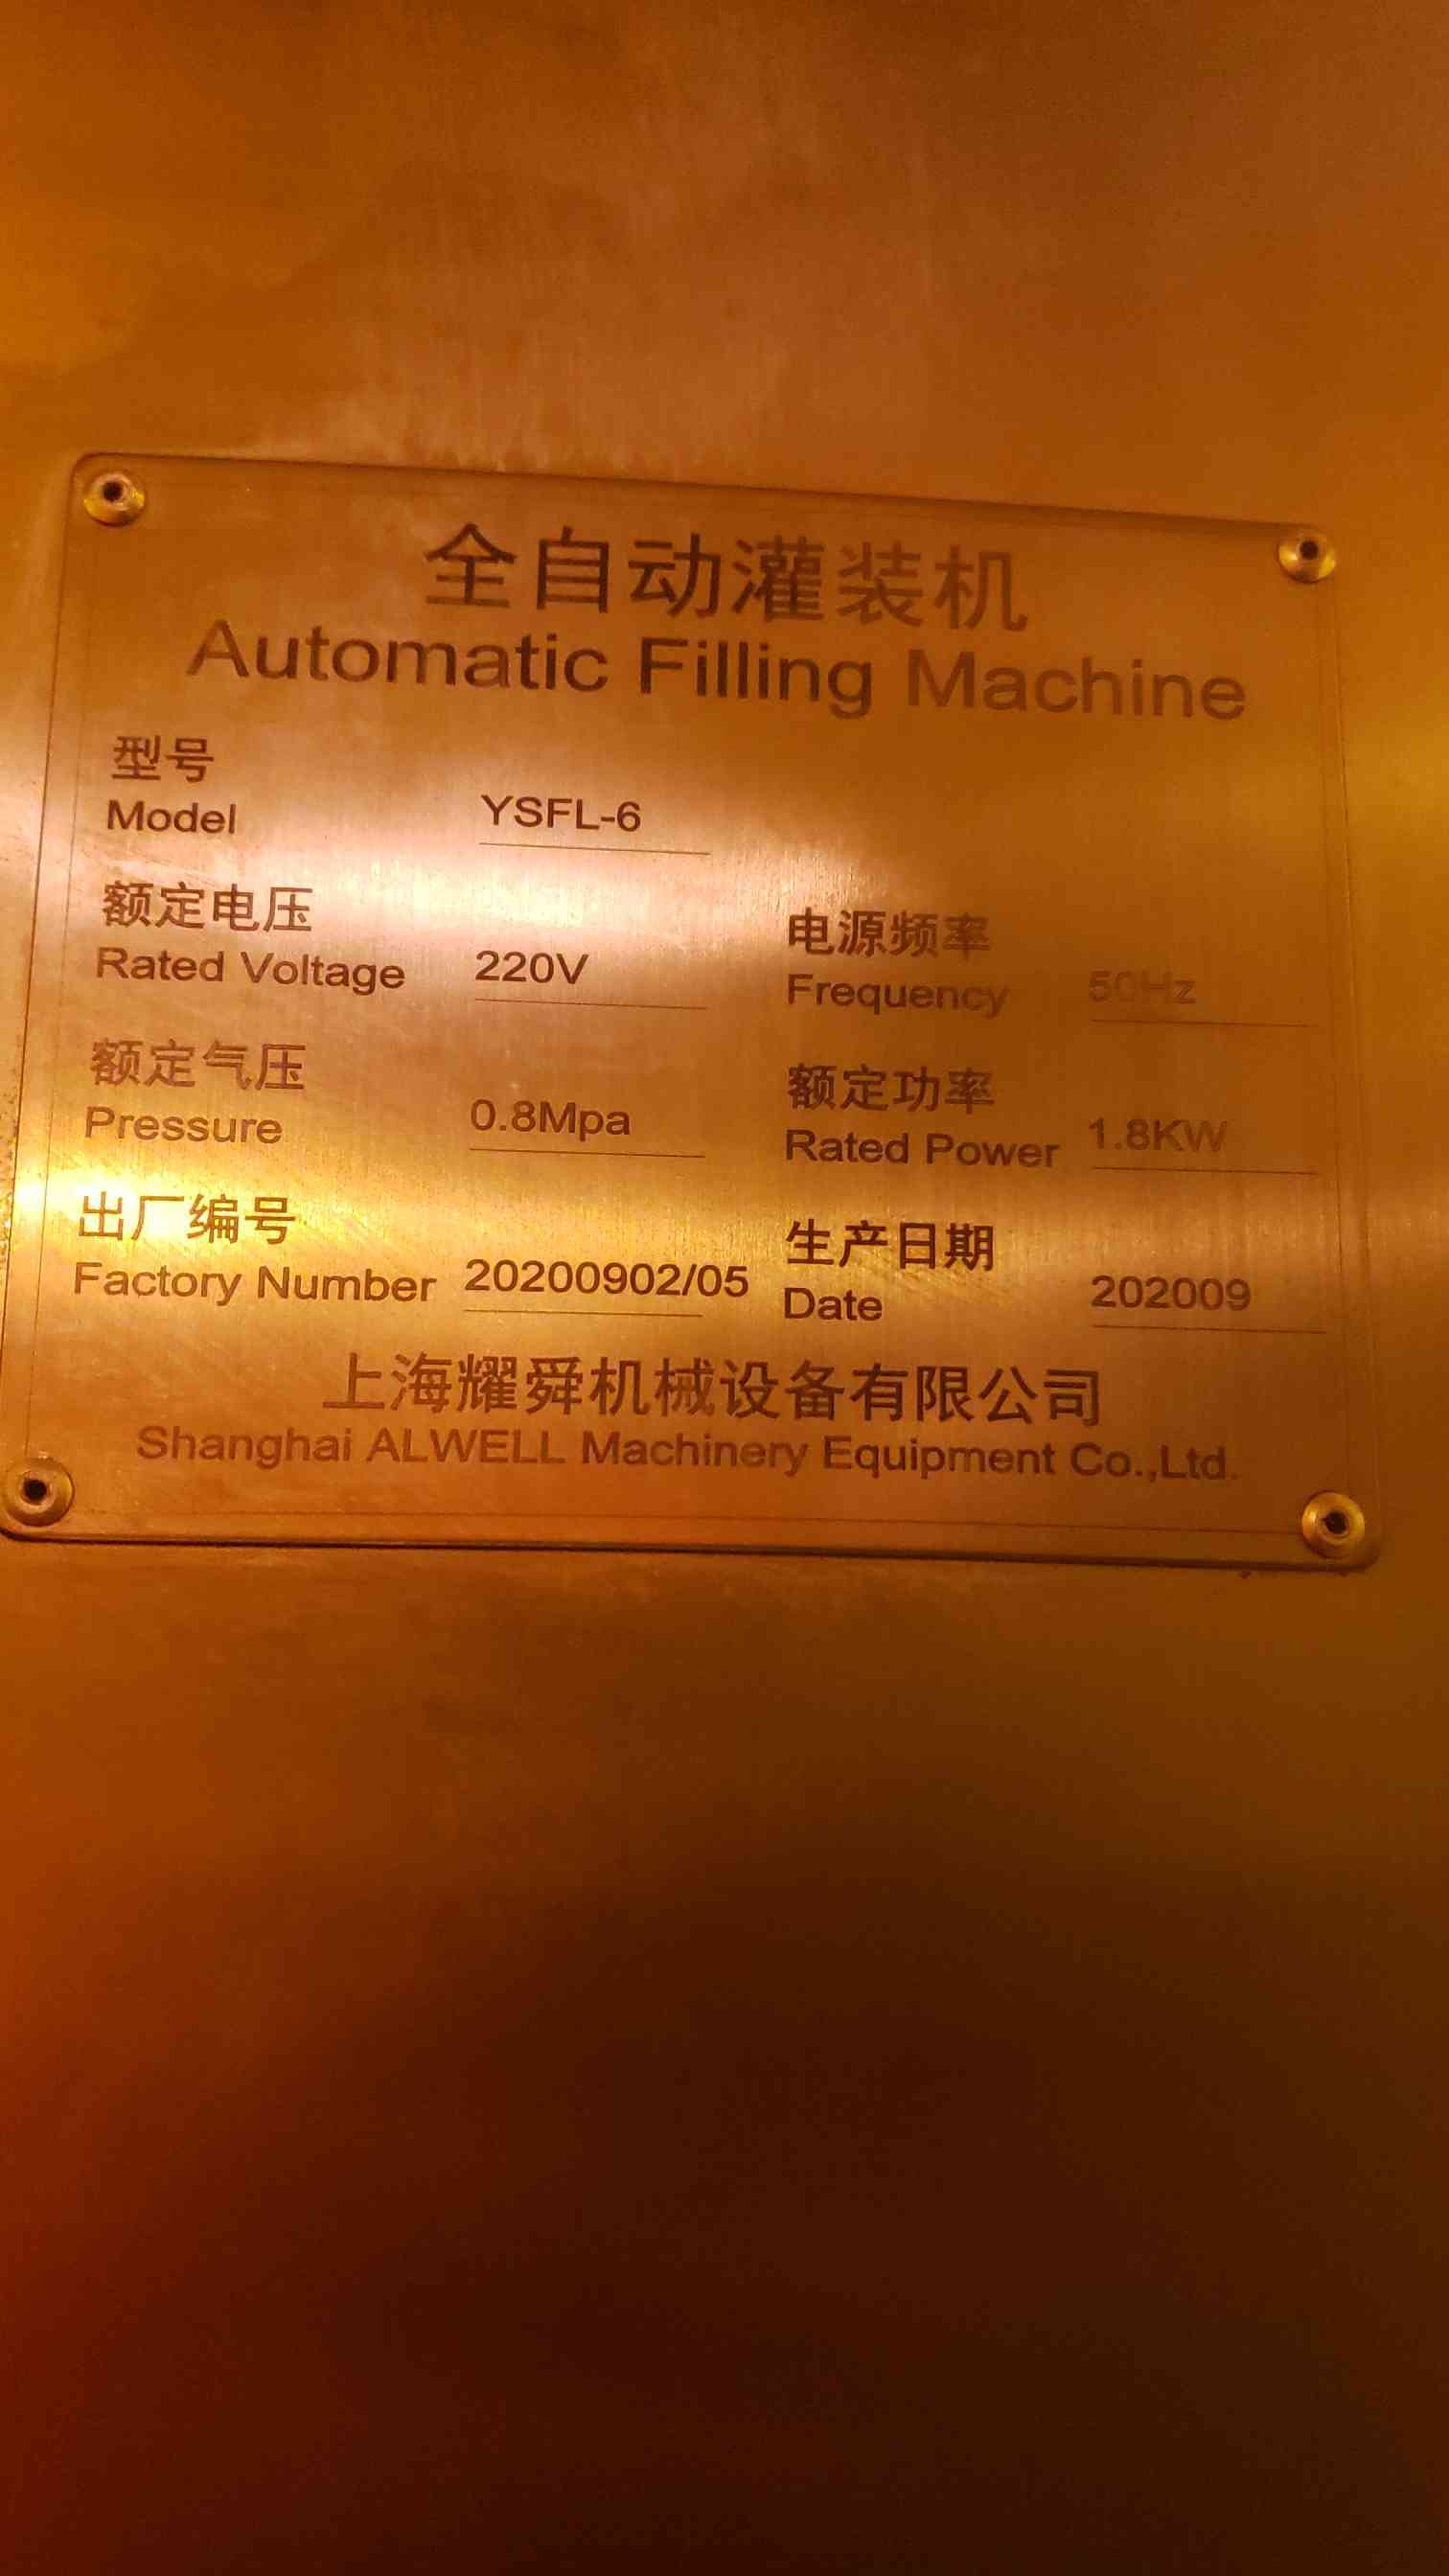 全自动灌装机
Automatic Filling Machine
型号
Model YSFL-6
额定电压 电源频率
Rated Voltage 220V Frequency 50Hz
额定气压 额定功率
Pressure 0.8Mpa Rated Power 1.8KW
出厂编号 生产日期
Factory Number 20200902/05 Date 202009
上海耀舜机械设备有限公司
Shanghai ALWELL Machinery Equipment Co.,Ltd.